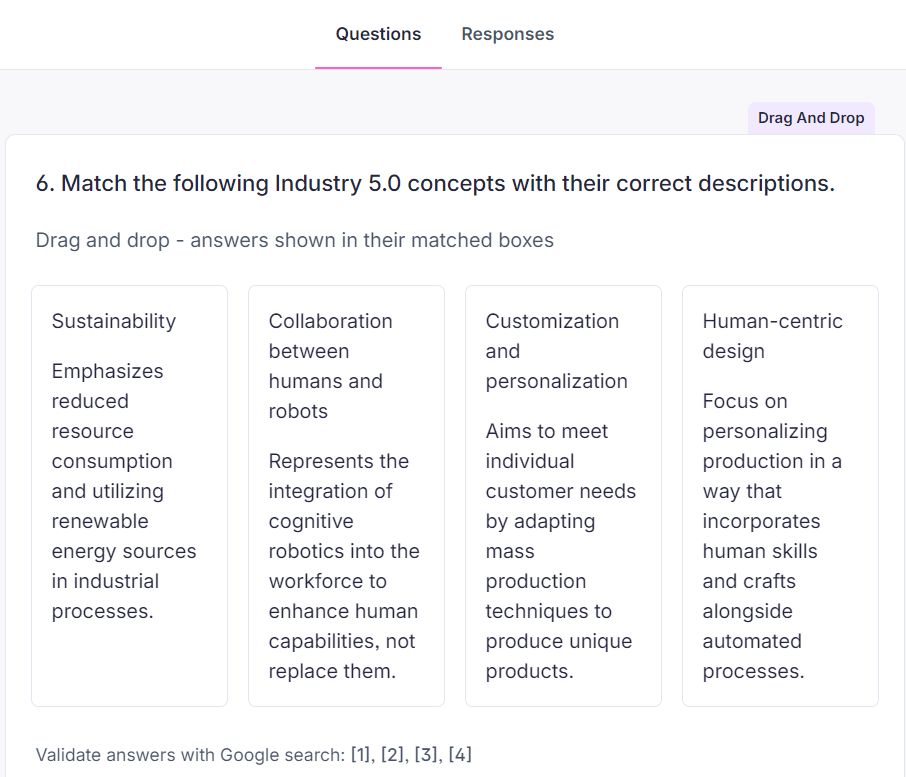 Questions
Responses
Drag And Drop
6. Match the following Industry 5.0 concepts with their correct descriptions.
Drag and drop - answers shown in their matched boxes
Sustainability
Emphasizes
reduced
resource
consumption
and utilizing
renewable
energy sources
in industrial
processes.
Collaboration
between
humans and
robots
Represents the
integration of
cognitive
robotics into the
workforce to
enhance human
capabilities, not
replace them.
Customization
and
personalization
Aims to meet
individual
customer needs
by adapting
mass
production
techniques to
produce unique
products.
Human-centric
design
Focus on
personalizing
production in a
way that
incorporates
human skills
and crafts
alongside
automated
processes.
Validate answers with Google search: [1], [2], [3], [4]